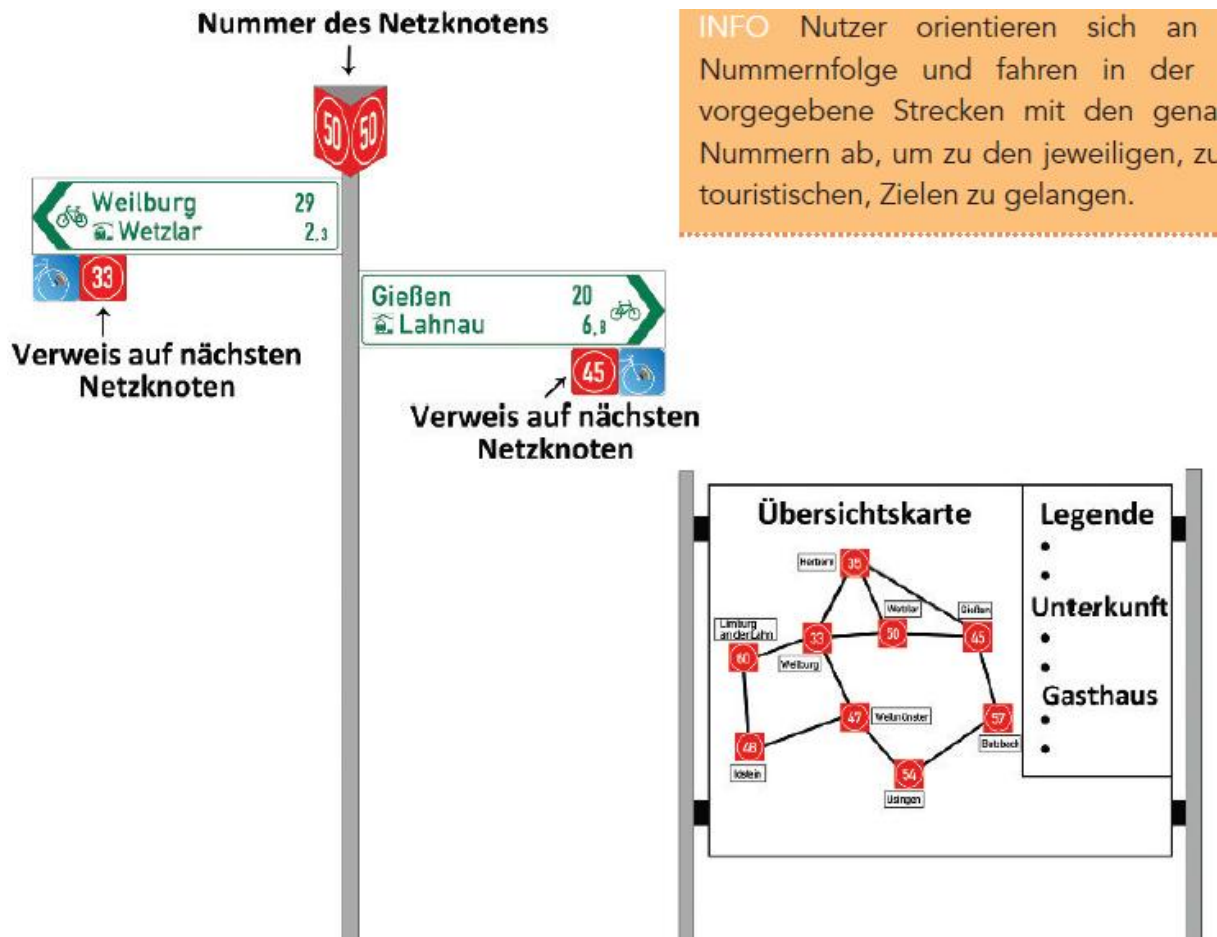 Nummer des Netzknotens
50 50
INFO Nutzer orientieren sich an
Nummernfolge und fahren in der
vorgegebene Strecken mit den gena
Nummern ab, um zu den jeweiligen, zu
touristischen, Zielen zu gelangen.
Weilburg 29
Wetzlar 2,3
33
Verweis auf nächsten
Netzknoten
Gießen 20
Lahnau 6,8
45
Verweis auf nächsten
Netzknoten
Übersichtskarte
Herborn
35
Wetzlar
Gießen
Limburg
an der Lahn
60
33
50
45
Weilburg
47
Weilmünster
57
Butzbach
48
Idstein
54
Usingen
Legende
Unterkunft
Gasthaus